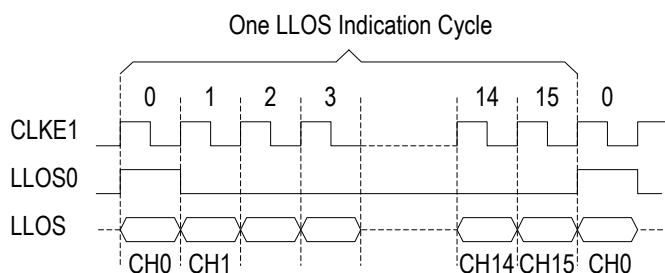 One LLOS Indication Cycle
0 1 2 3 14 15 0
CLKE1
LLOS0
LLOS
CH0 CH1 CH14 CH15 CH0